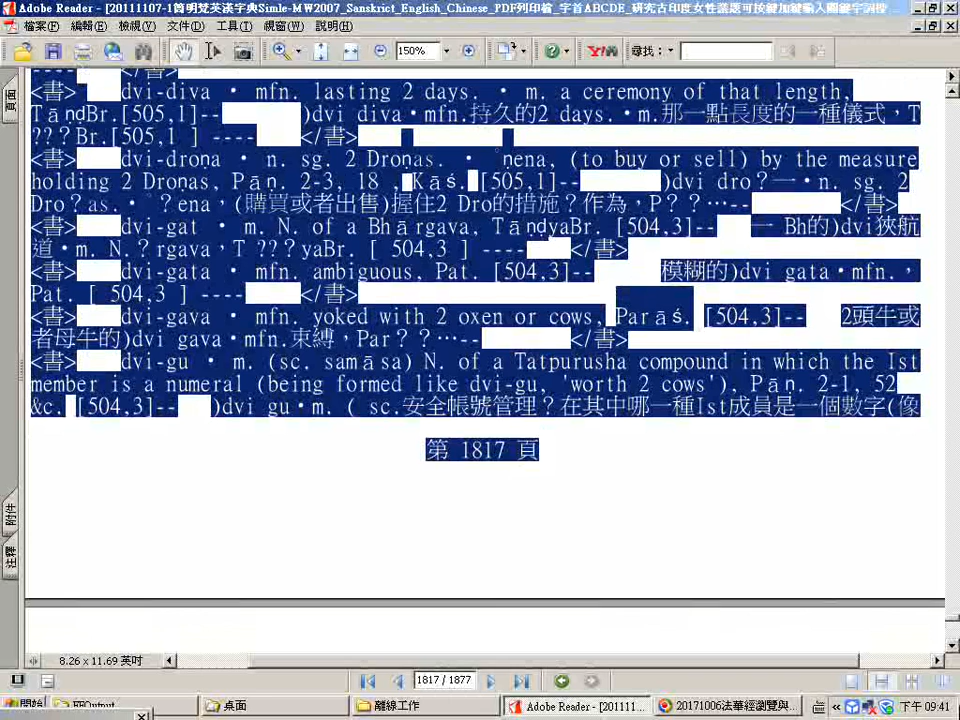 Adobe Reader - [20111107-1簡明梵英漢字典Simle-MW2007_Sanskrict_English_Chinese_PDF列印檔_字首ABCDE_研究古印度女性議題可按鍵鍵輸入關鍵字詞搜
檔案(F) 編輯(E) 檢視(V) 文件(D) 工具(T) 視窗(W) 說明(H)
150% Y! 尋找：
頁面
附件
注釋
---- </書>
<書> dvi-diva ‧ mfn. lasting 2 days. ‧ m. a ceremony of that length,
TāṇḍBr.[505,1]-- )dvi diva‧mfn.持久的2 days.‧m.那一點長度的一種儀式，T
???Br.[505,1 ] ---- </書>
<書> dvi-droṇa ‧ n. sg. 2 Droṇas. ‧ ṇena, (to buy or sell) by the measure
holding 2 Droṇas, Pāṇ. 2-3, 18 ,Kāś. [505,1]-- )dvi dro？一‧n. sg. 2
Dro？as.‧ ？ena，(購買或者出售)握住2 Dro的措施？作為，P？？…-- </書>
<書> dvi-gat ‧ m. N. of a Bhārgava, TāṇḍyaBr. [504,3]-- 一 Bh的)dvi狹航
道‧m. N.？rgava，T ???yaBr. [ 504,3 ] ---- </書>
<書> dvi-gata ‧ mfn. ambiguous, Pat. [504,3]-- 模糊的)dvi gata‧mfn.，
Pat. [ 504,3 ] ---- </書>
<書> dvi-gava ‧ mfn. yoked with 2 oxen or cows, Parāś. [504,3]-- 2頭牛或
者母牛的)dvi gava‧mfn.束縛，Par？？…-- </書>
<書> dvi-gu ‧ m. (sc. samāsa) N. of a Tatpurusha compound in which the Ist
member is a numeral (being formed like dvi-gu, 'worth 2 cows'), Pāṇ. 2-1, 52
&c. [504,3]-- )dvi gu‧m. ( sc.安全帳號管理？在其中哪一種Ist成員是一個數字(像
第 1817 頁
8.26 x 11.69 英吋
1817 / 1877
開始 FFOutput 桌面 離線工作 Adobe Reader - [201111... 20171006法華經瀏覽與... 下午 09:41